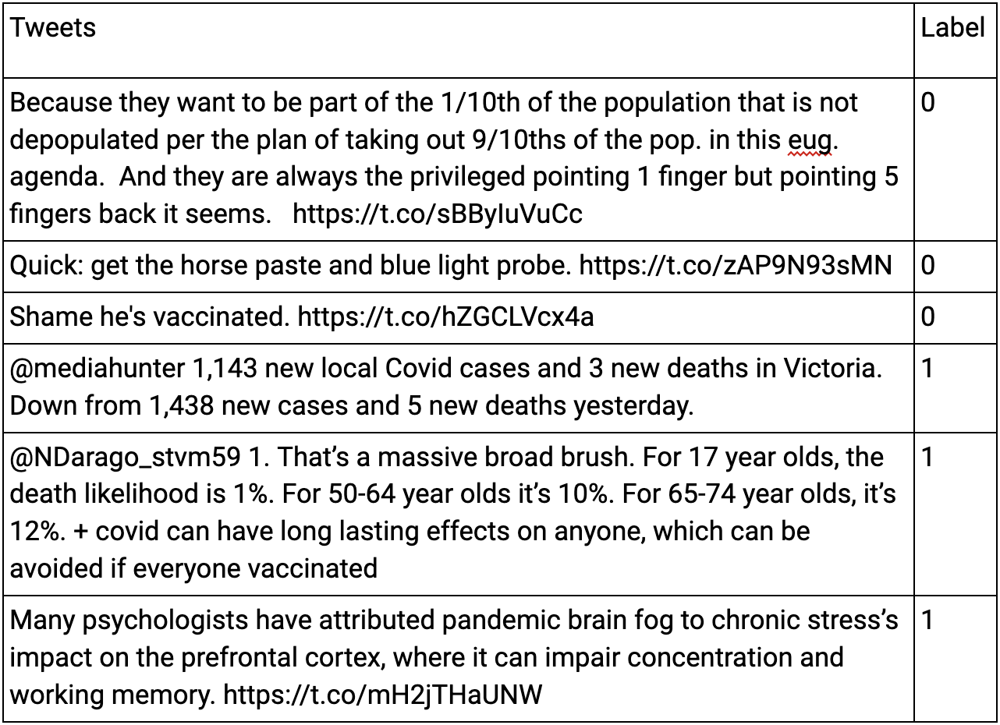 Tweets Label
Because they want to be part of the 1/10th of the population that is not 0
depopulated per the plan of taking out 9/10ths of the pop. in this eug.
agenda.  And they are always the privileged pointing 1 finger but pointing 5
fingers back it seems.   https://t.co/sBByIuVuCc
Quick: get the horse paste and blue light probe. https://t.co/zAP9N93sMN 0
Shame he's vaccinated. https://t.co/hZGCLVcx4a 0
@mediahunter 1,143 new local Covid cases and 3 new deaths in Victoria. 1
Down from 1,438 new cases and 5 new deaths yesterday.
@NDarago_stvm59 1. That’s a massive broad brush. For 17 year olds, the 1
death likelihood is 1%. For 50-64 year olds it’s 10%. For 65-74 year olds, it’s
12%. + covid can have long lasting effects on anyone, which can be
avoided if everyone vaccinated
Many psychologists have attributed pandemic brain fog to chronic stress’s 1
impact on the prefrontal cortex, where it can impair concentration and
working memory. https://t.co/mH2jTHaUNW